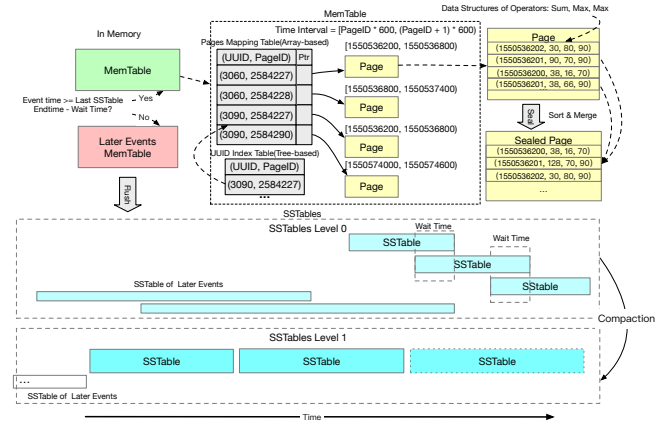 MemTable
Data Structures of Operators: Sum, Max, Max
In Memory
Time Interval = [PageID * 600, (PageID + 1) * 600)
Pages Mapping Table(Array-based)
(UUID, PageID)
Ptr
(3060, 2584227)
(3060, 2584228)
(3090, 2584227)
(3090, 2584290)
UUID Index Table(Tree-based)
(UUID, PageID)
(3090, 2584227)
...
[1550536200, 1550536800)
Page
[1550536800, 1550537400)
Page
[1550536200, 1550536800)
Page
[1550574000, 1550574600)
Page
Page
(1550536202, 30, 80, 90)
(1550536201, 90, 70, 90)
(1550536200, 38, 16, 70)
(1550536201, 38, 66, 90)
Seal
Sort & Merge
Sealed Page
(1550536200, 38, 16, 70)
(1550536201, 128, 70, 90)
(1550536202, 30, 80, 90)
...
MemTable
Event time >= Last SSTable
Endtime - Wait Time?
Yes
No
Later Events
MemTable
Flush
SSTables
SSTables Level 0
Wait Time
SSTable
Wait Time
SSTable
SStable
SSTable of Later Events
Compaction
SSTables Level 1
SSTable
SSTable
SSTable
...
SSTable of Later Events
Time